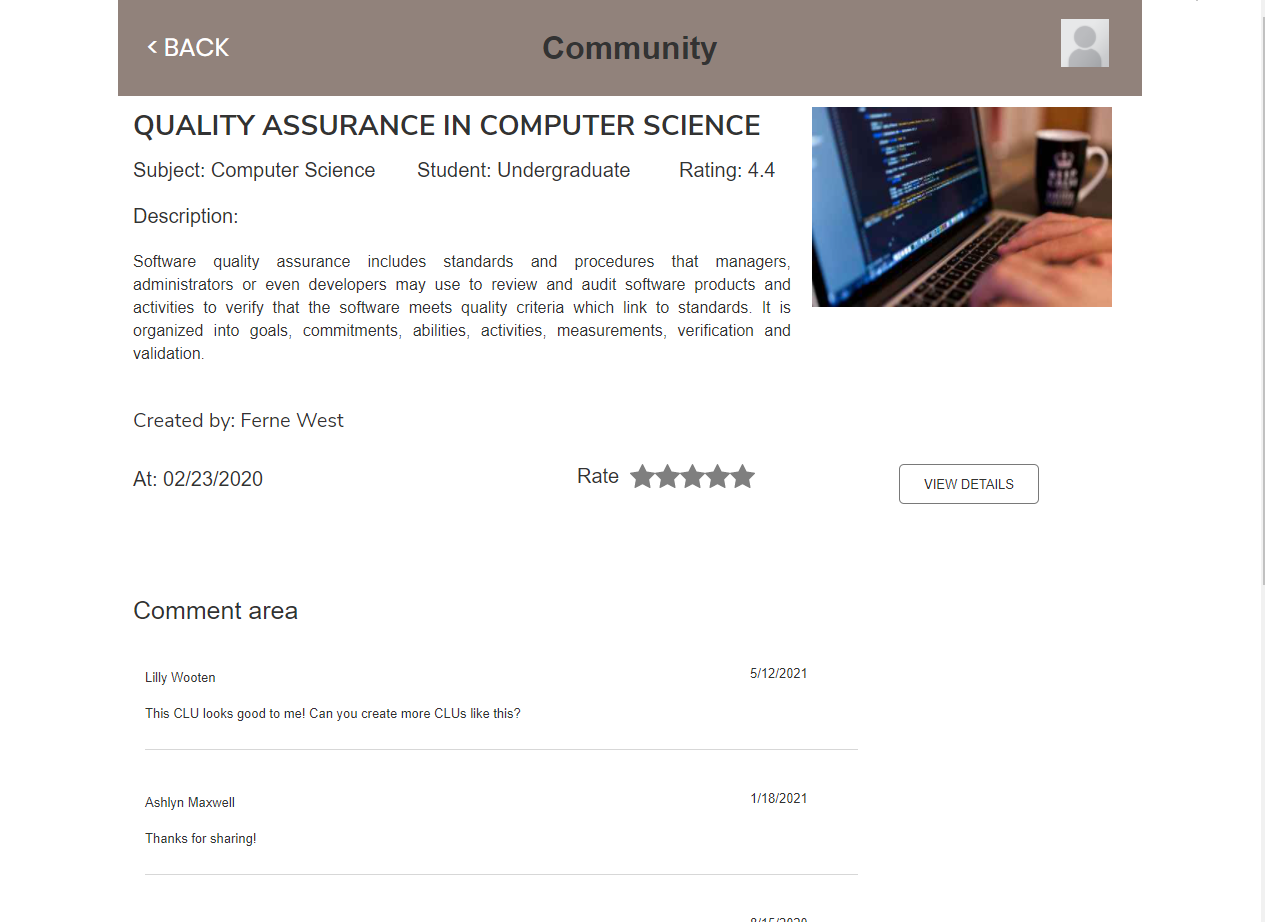 < BACK
Community
QUALITY ASSURANCE IN COMPUTER SCIENCE
Subject: Computer Science
Student: Undergraduate
Rating: 4.4
Description:
Software quality assurance includes standards and procedures that managers,
administrators or even developers may use to review and audit software products and
activities to verify that the software meets quality criteria which link to standards. It is
organized into goals, commitments, abilities, activities, measurements, verification and
validation.
KEEP
CALM
Created by: Ferne West
At: 02/23/2020
Rate
VIEW DETAILS
Comment area
Lilly Wooten
5/12/2021
This CLU looks good to me! Can you create more CLUs like this?
Ashlyn Maxwell
1/18/2021
Thanks for sharing!